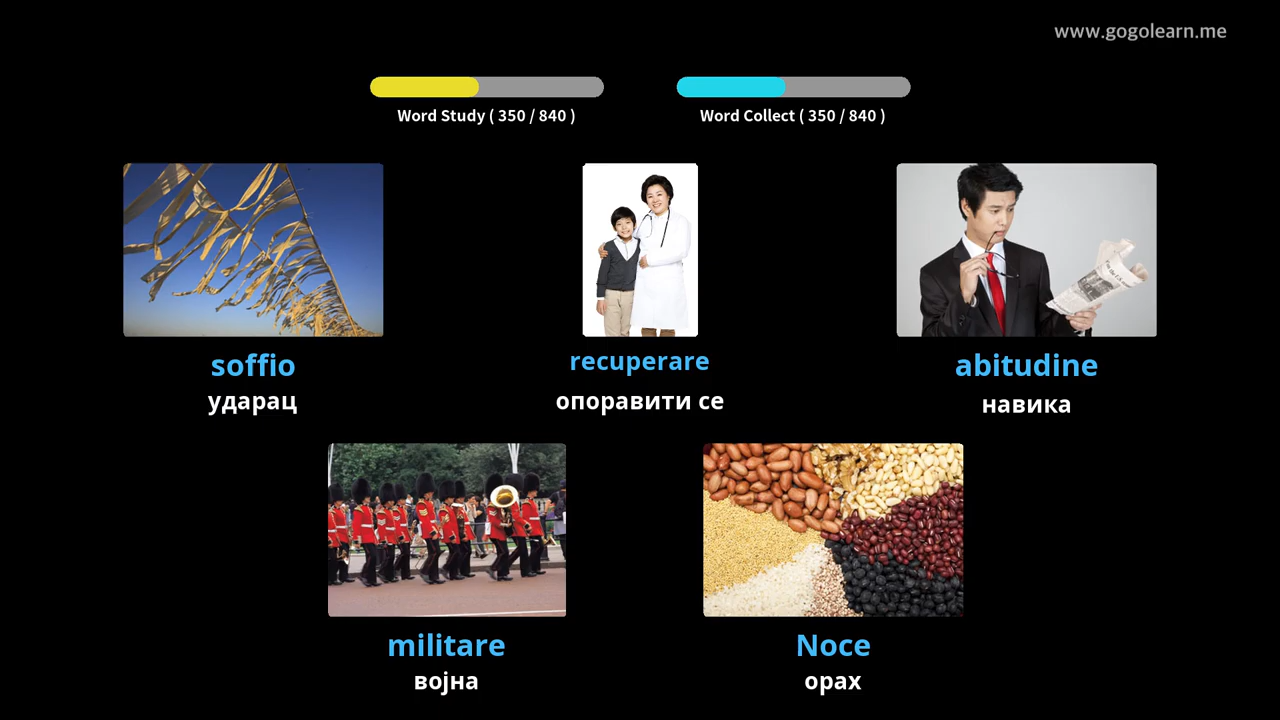 www.gogolearn.me
Word Study ( 350 / 840 )
Word Collect ( 350 / 840 )
soffio
ударац
recuperare
опоравити се
abitudine
навика
militare
војна
Noce
орах